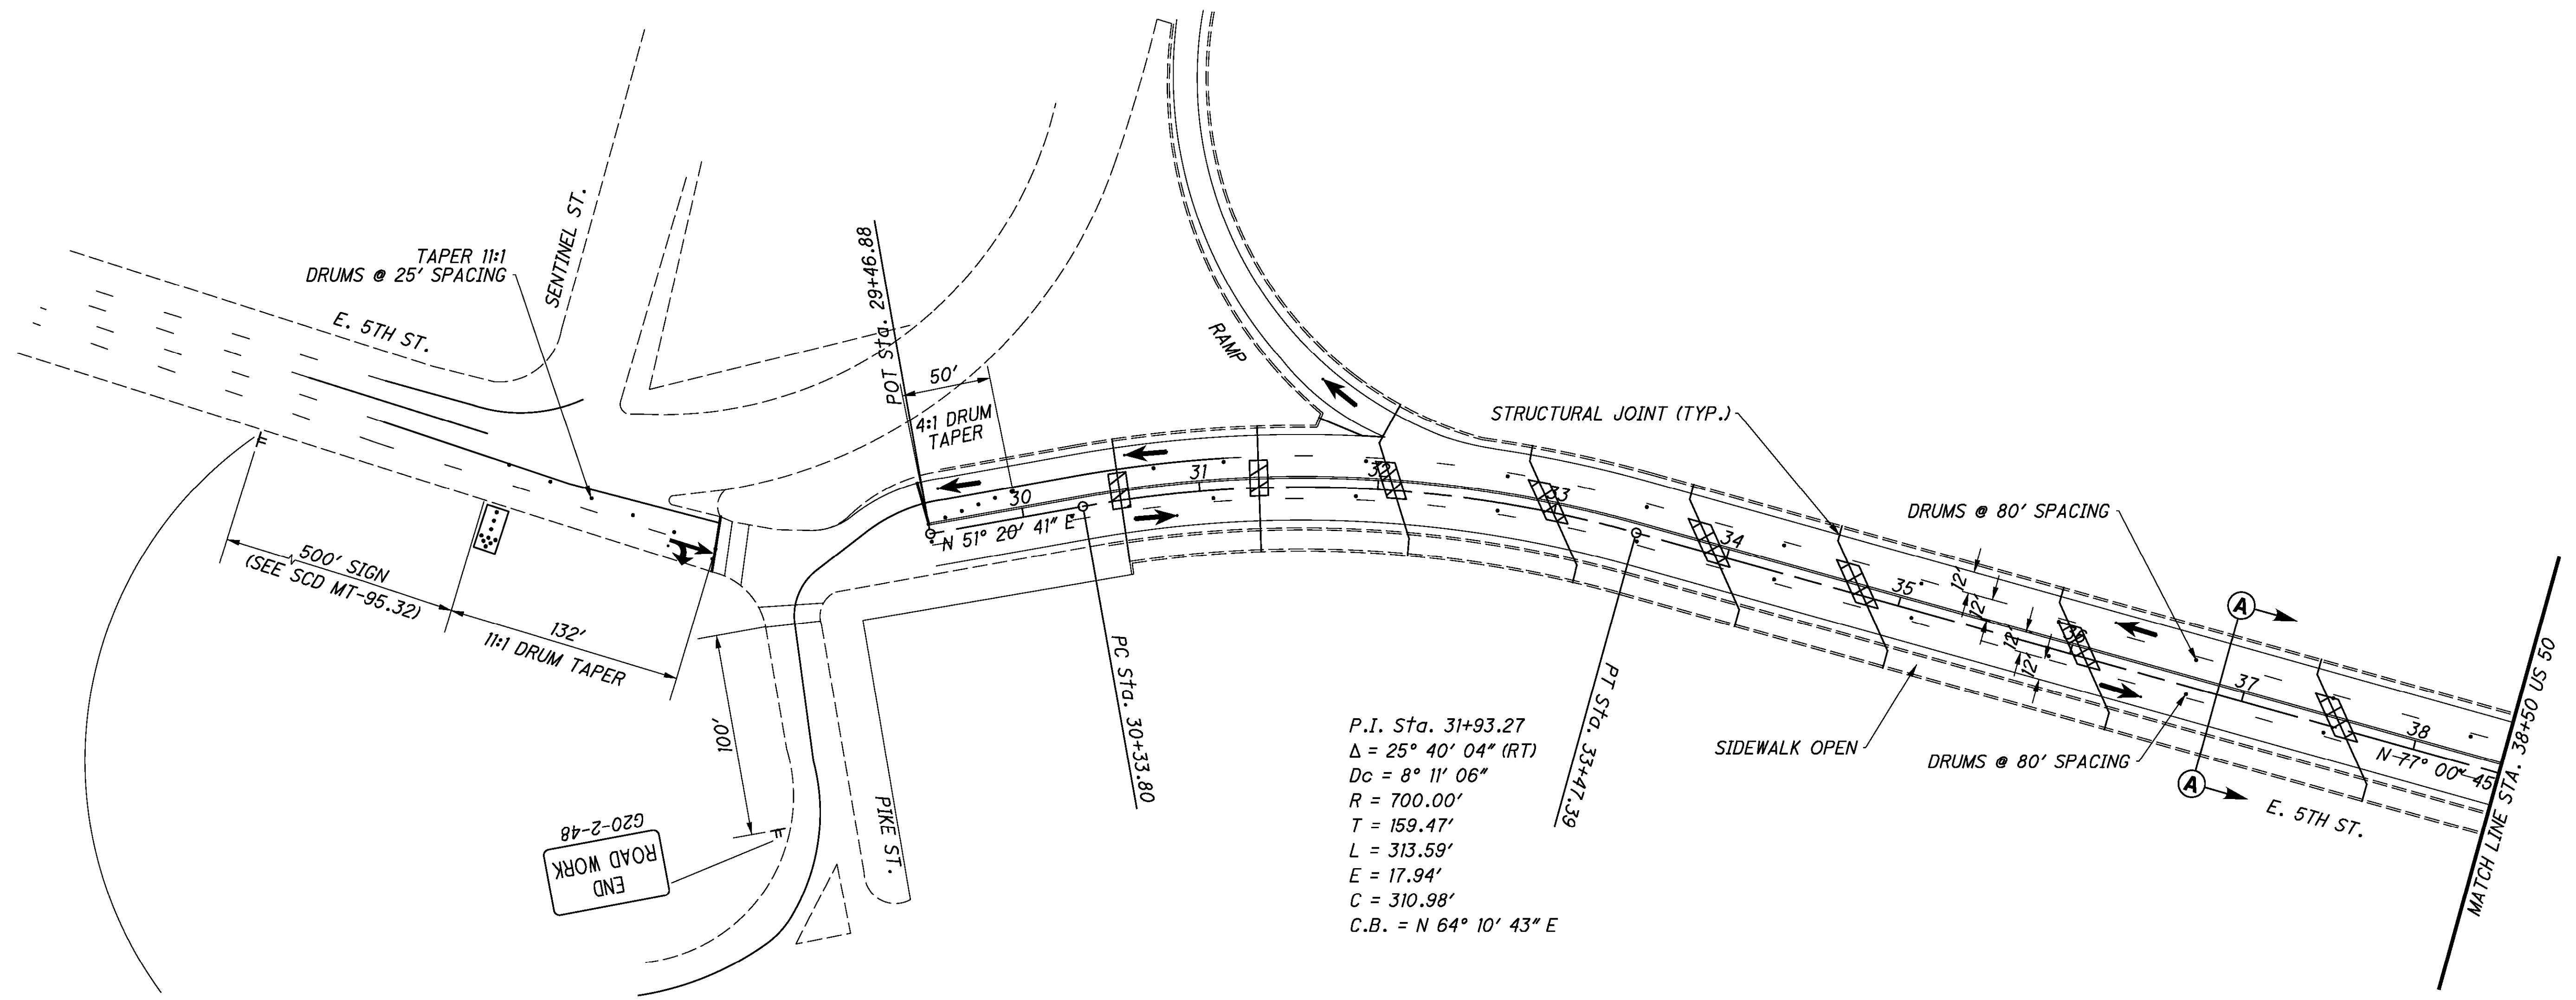 TAPER 11:1
DRUMS @ 25' SPACING
SENTINEL ST.
E. 5TH ST.
500' SIGN
(SEE SCD MT-95.32)
132'
11:1 DRUM TAPER
POT Sta. 29+46.88
50'
4:1 DRUM
TAPER
RAMP
30
31
32
33
34
35
36
37
38
N 51° 20' 41" E
PC Sta. 30+33.80
100'
PIKE ST.
G20-2-48
END
ROAD WORK
STRUCTURAL JOINT (TYP.)
DRUMS @ 80' SPACING
12'
12'
12'
12'
A
A
PT Sta. 33+47.39
P.I. Sta. 31+93.27
Δ = 25° 40' 04" (RT)
Dc = 8° 11' 06"
R = 700.00'
T = 159.47'
L = 313.59'
E = 17.94'
C = 310.98'
C.B. = N 64° 10' 43" E
SIDEWALK OPEN
DRUMS @ 80' SPACING
N 77° 00" 45
E. 5TH ST.
MATCH LINE STA. 38+50 US 50